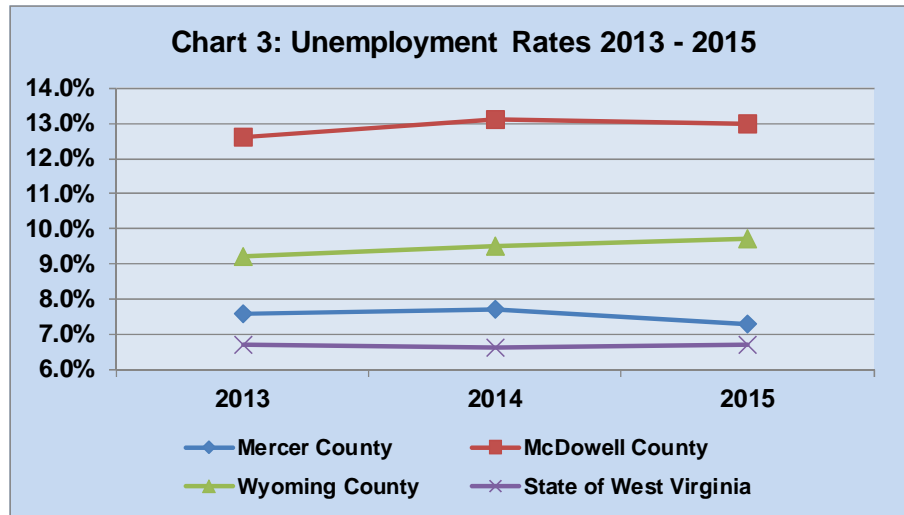 Chart 3: Unemployment Rates 2013 - 2015
14.0%
13.0%
12.0%
11.0%
10.0%
9.0%
8.0%
7.0%
6.0%
2013 2014 2015
Mercer County McDowell County
Wyoming County State of West Virginia